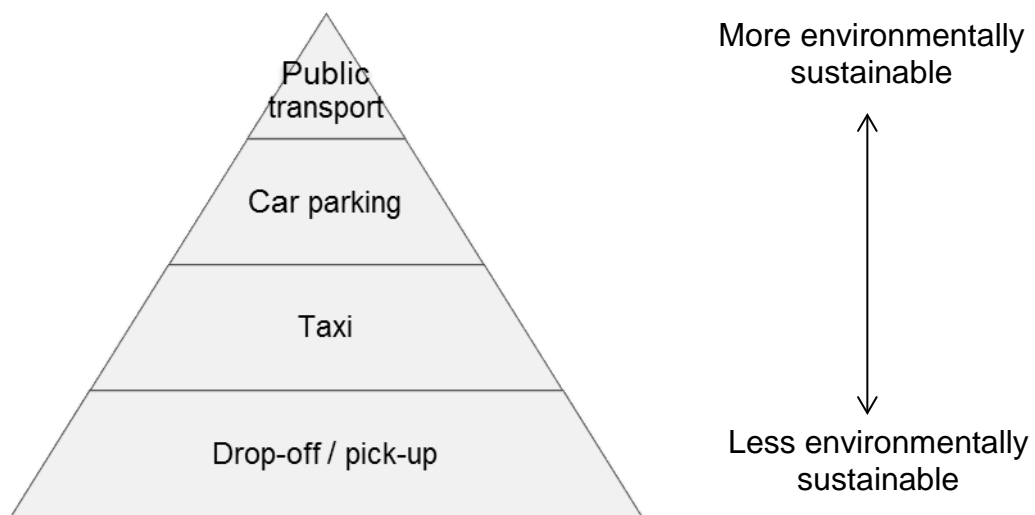 Public
transport
Car parking
Taxi
Drop-off / pick-up
More environmentally
sustainable
Less environmentally
sustainable